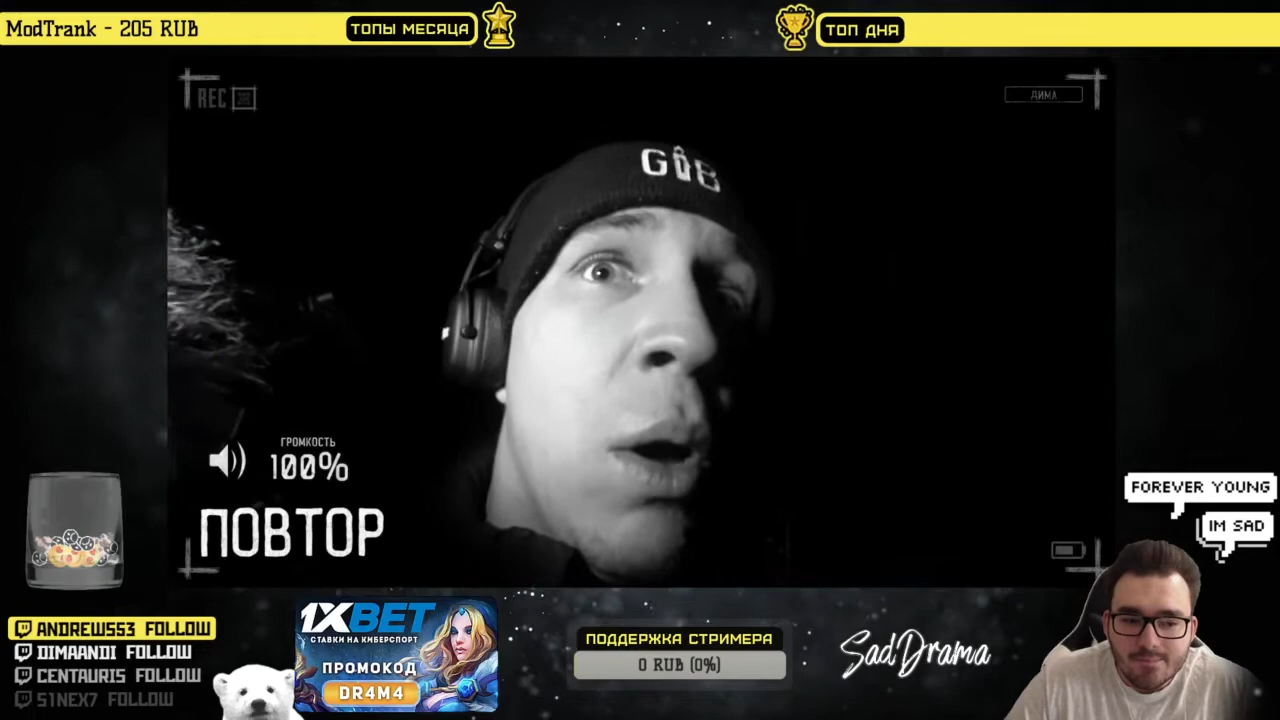 ModTrank - 205 RUB
ТОПЫ МЕСЯЦА
ТОП ДНЯ
REC
ДИМА
GB
ГРОМКОСТЬ
100%
ПОВТОР
FOREVER YOUNG
IM SAD
ANDREW553 FOLLOW
DIMAANDI FOLLOW
CENTAURIS FOLLOW
S1NEX7 FOLLOW
1XBET
СТАВКИ НА КИБЕРСПОРТ
ПРОМОКОД
DR4M4
ПОДДЕРЖКА СТРИМЕРА
0 RUB (0%)
SadDrama